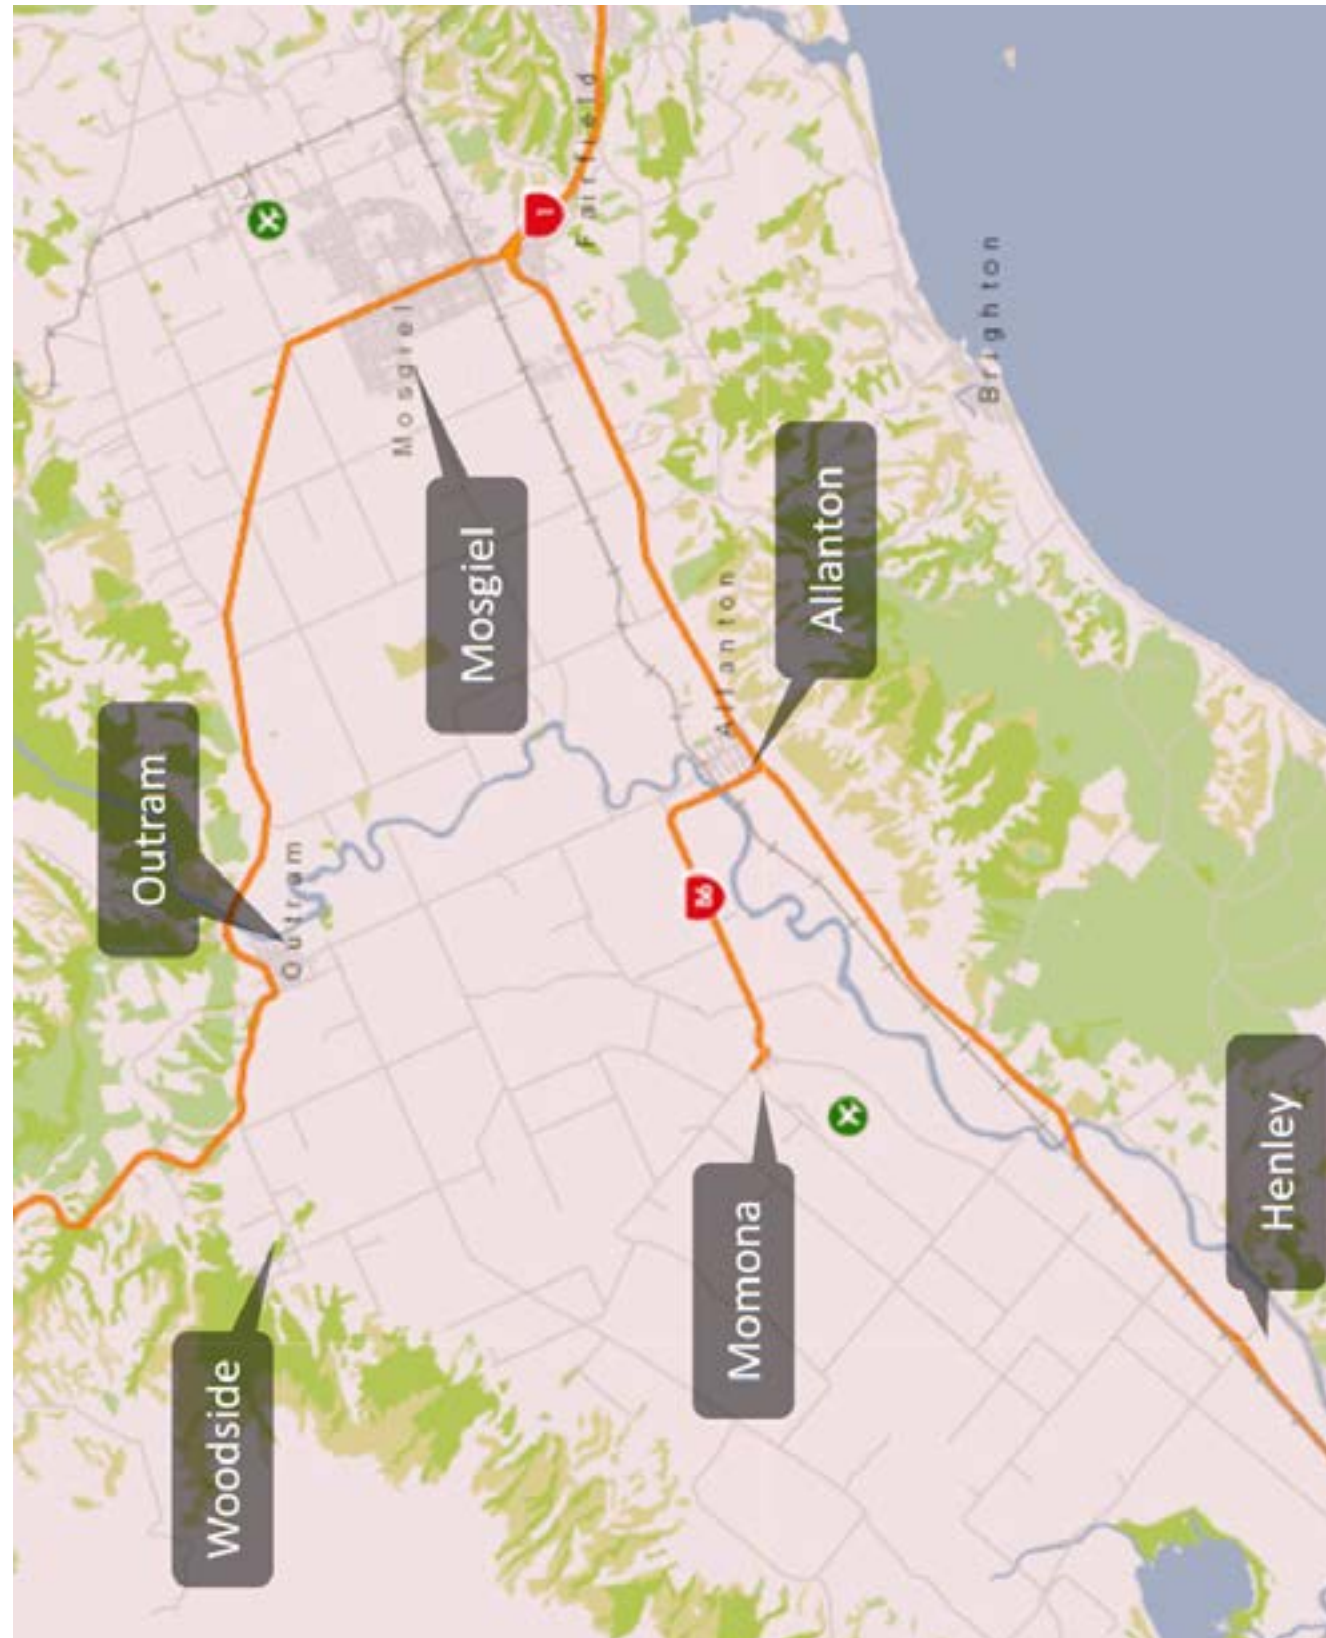 Outram
Woodside
Outram
Mosgiel
Mosgiel
1
Fairfield
86
Allanton
Momona
Allanton
Brighton
Henley